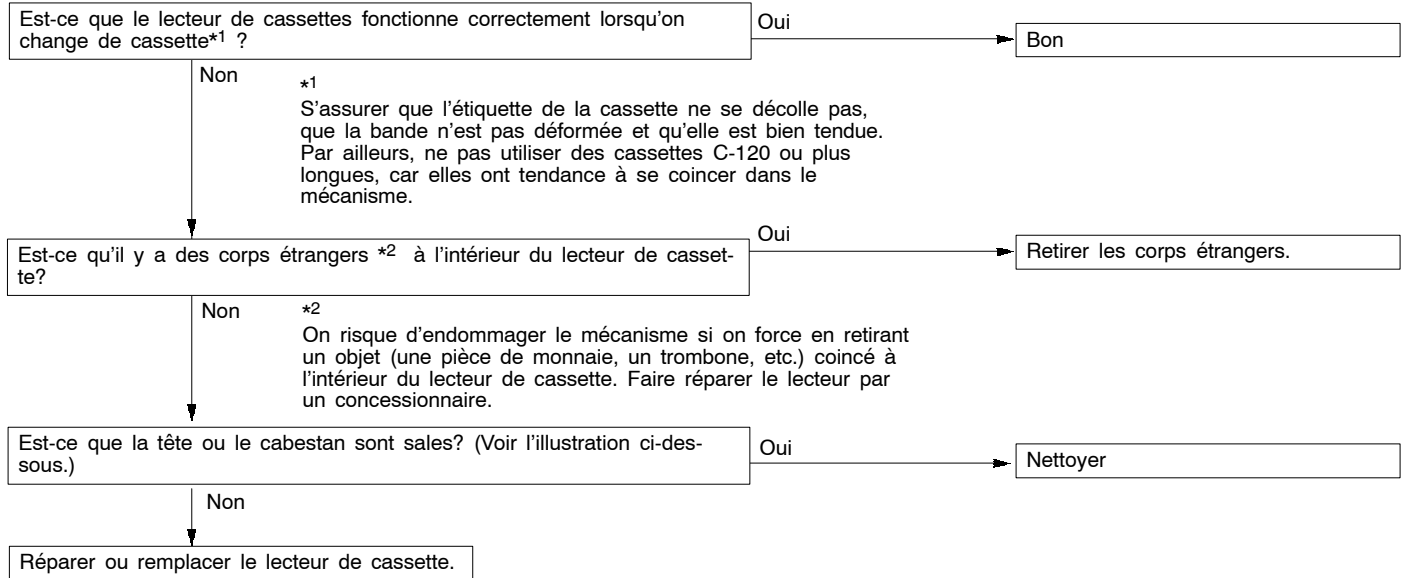 Est-ce que le lecteur de cassettes fonctionne correctement lorsqu'on
change de cassette*1 ?
Oui
Bon
Non
*1
S'assurer que l'étiquette de la cassette ne se décolle pas,
que la bande n'est pas déformée et qu'elle est bien tendue.
Par ailleurs, ne pas utiliser des cassettes C-120 ou plus
longues, car elles ont tendance à se coincer dans le
mécanisme.
Est-ce qu'il y a des corps étrangers *2 à l'intérieur du lecteur de casset-
te?
Oui
Retirer les corps étrangers.
Non
*2
On risque d'endommager le mécanisme si on force en retirant
un objet (une pièce de monnaie, un trombone, etc.) coincé à
l'intérieur du lecteur de cassette. Faire réparer le lecteur par
un concessionnaire.
Est-ce que la tête ou le cabestan sont sales? (Voir l'illustration ci-des-
sous.)
Oui
Nettoyer
Non
Réparer ou remplacer le lecteur de cassette.